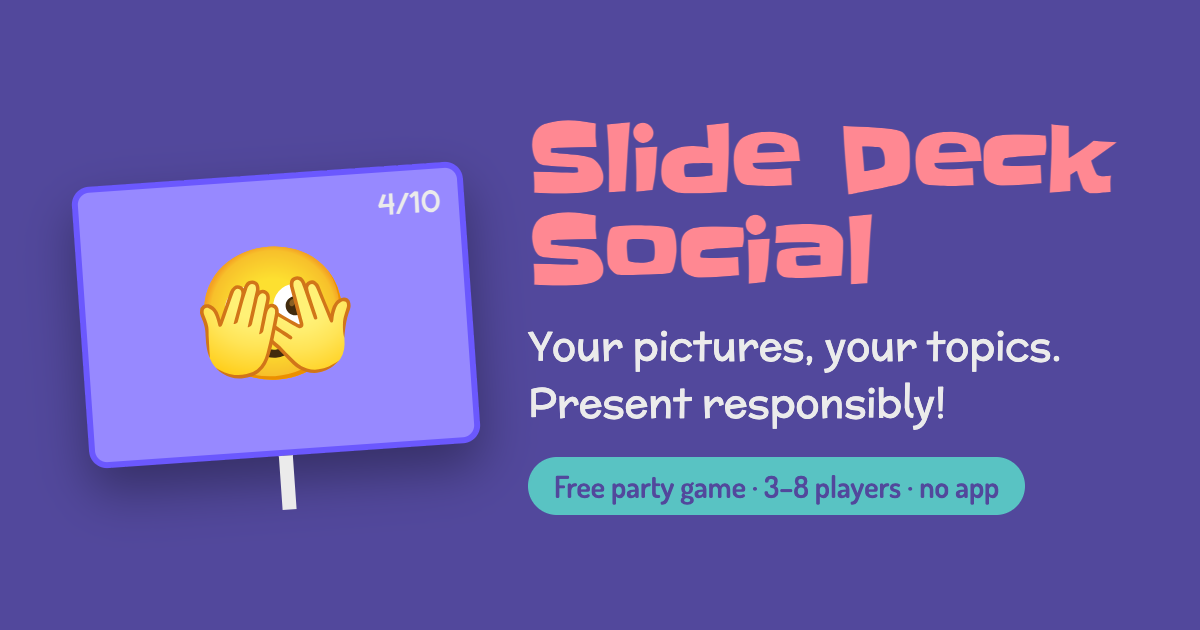 4/10
Slide Deck
Social
Your pictures, your topics.
Present responsibly!
Free party game · 3–8 players · no app